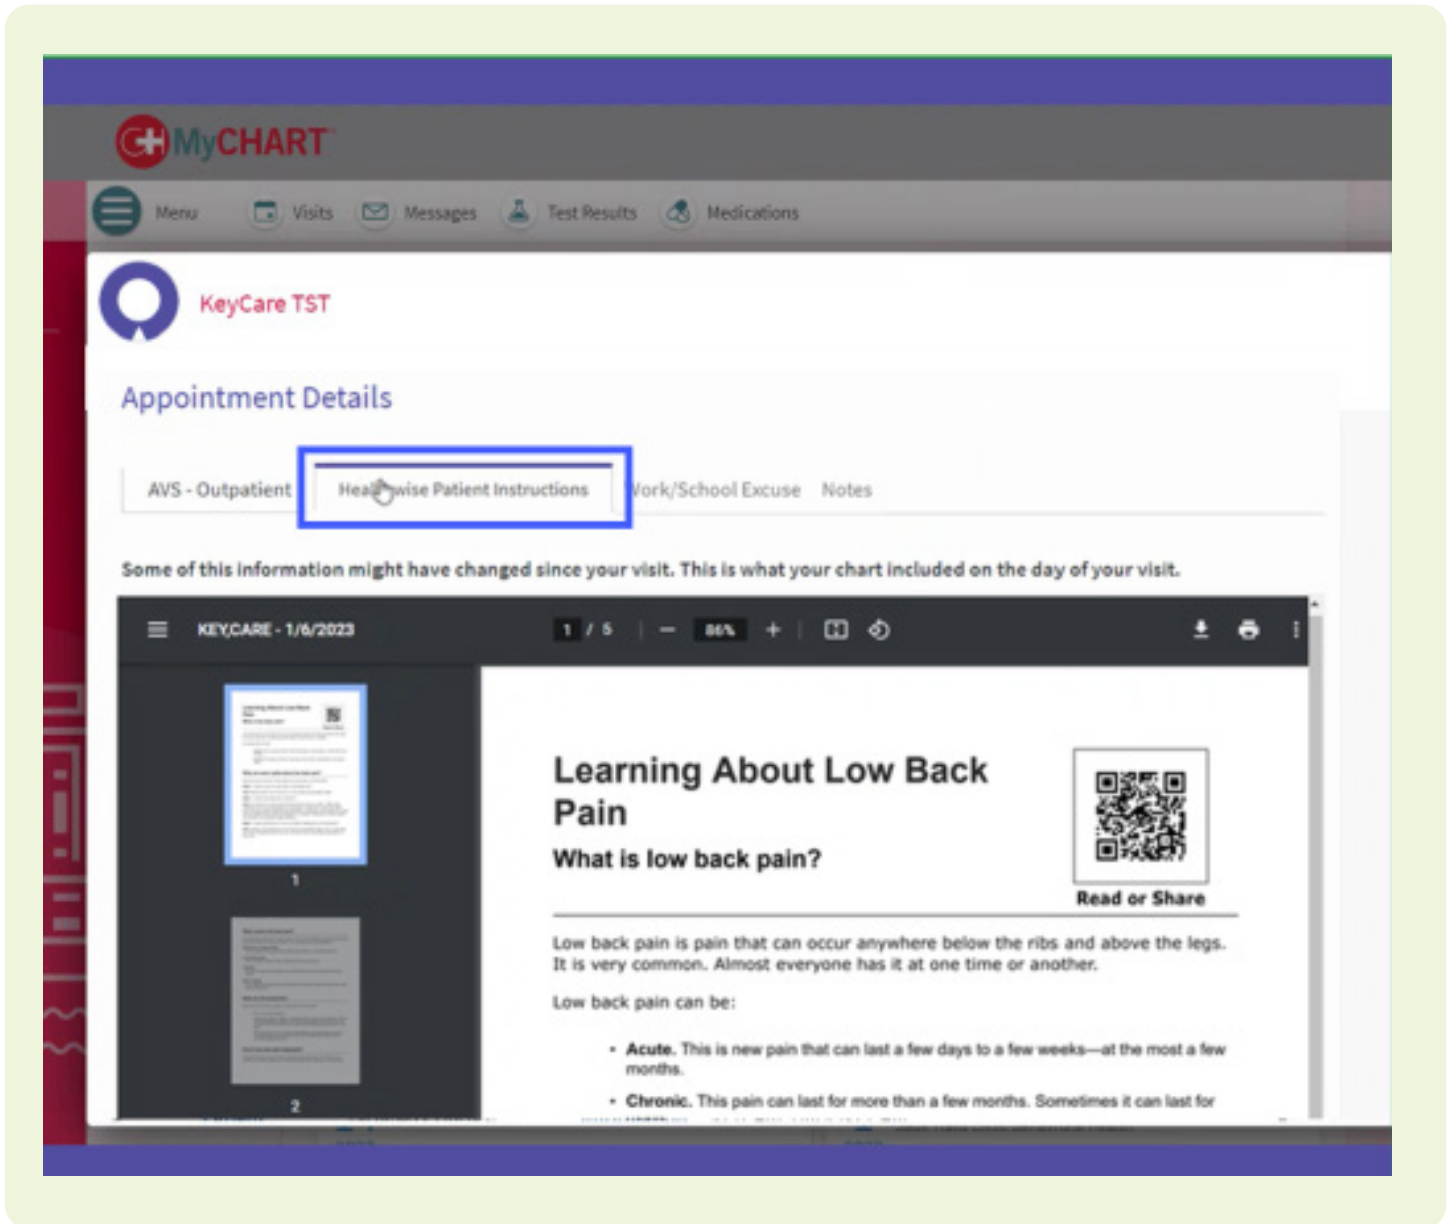 MyCHART
Menu Visits Messages Test Results Medications
KeyCare TST
Appointment Details
AVS - Outpatient Healthwise Patient Instructions Work/School Excuse Notes
Some of this information might have changed since your visit. This is what your chart included on the day of your visit.
KEY,CARE - 1/6/2023 1 / 5 — 86% +
Learning About Low Back
Pain
What is low back pain?
Read or Share
1
Low back pain is pain that can occur anywhere below the ribs and above the legs.
It is very common. Almost everyone has it at one time or another.
Low back pain can be:
• Acute. This is new pain that can last a few days to a few weeks—at the most a few
months.
• Chronic. This pain can last for more than a few months. Sometimes it can last for
2